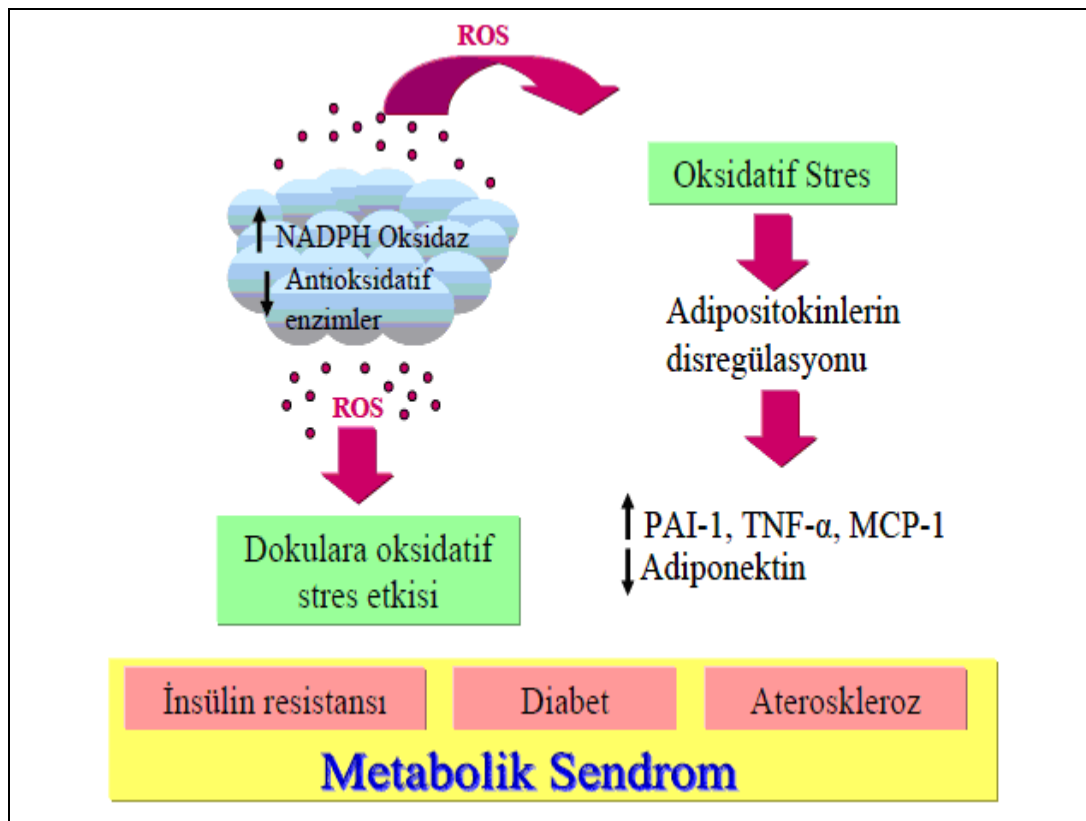 ROS
Oksidatif Stres
↑ NADPH Oksidaz
↓ Antioksidatif
enzimler
Adipositokinlerin
disregülasyonu
ROS
↑ PAI-1, TNF-α, MCP-1
↓ Adiponektin
Dokulara oksidatif
stres etkisi
İnsülin resistansı
Diabet
Ateroskleroz
Metabolik Sendrom